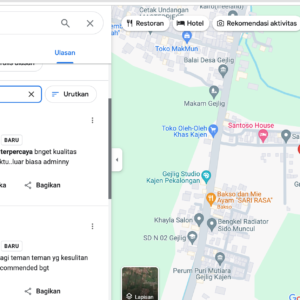 Ulasan
Urutkan
BARU
terpercaya bnget kualitas
ktu..luar biasa adminny
ka
Bagikan
BARU
agi teman teman yg kesulitan
commended bgt
Bagikan
Restoran
Hotel
Rekomendasi aktivitas
Cetak Undangan
Toko MakMun
Balai Desa Gejlig
Makam Gejlig
Toko Oleh-Oleh
Khas Kajen
Santoso House
Gejlig Studio
Kajen Pekalongan
Bakso dan Mie
Ayam "SARI RASA"
Bakso
Khayla Salon
Bengkel Radiator
Sido Muncul
SD N 02 Gejlig
Perum Puri Mutiara
Gejlig Kajen
Lapisan